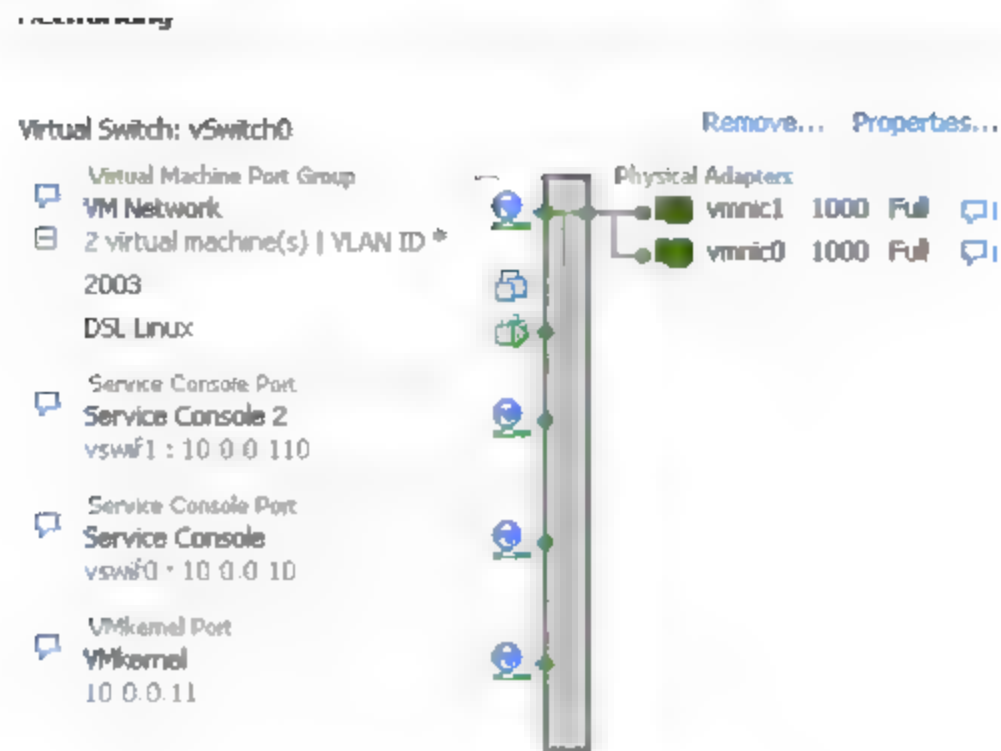 Networking
Virtual Switch: vSwitch0
Remove... Properties...
Virtual Machine Port Group
Physical Adapters
VM Network
vmnic1 1000 Full
2 virtual machine(s) | VLAN ID *
vmnic0 1000 Full
2003
DSL Linux
Service Console Port
Service Console 2
vswif1 : 10.0.0.110
Service Console Port
Service Console
vswif0 : 10.0.0.10
VMkernel Port
VMkernel
10.0.0.11